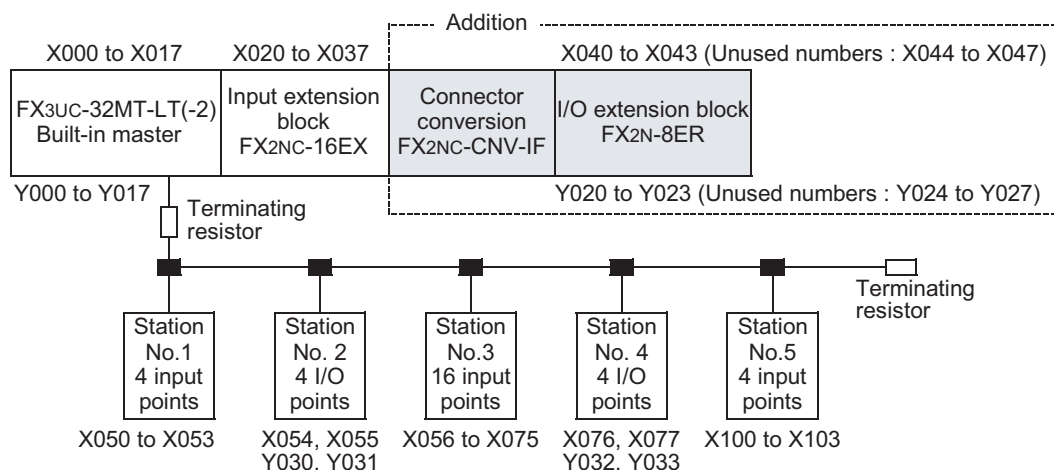 Addition
X000 to X017
X020 to X037
X040 to X043 (Unused numbers : X044 to X047)
FX3UC-32MT-LT(-2)
Built-in master
Input extension
block
FX2NC-16EX
Connector
conversion
FX2NC-CNV-IF
I/O extension block
FX2N-8ER
Y000 to Y017
Y020 to Y023 (Unused numbers : Y024 to Y027)
Terminating
resistor
Terminating
resistor
Station
No.1
4 input
points
Station
No. 2
4 I/O
points
Station
No.3
16 input
points
Station
No. 4
4 I/O
points
Station
No.5
4 input
points
X050 to X053
X054, X055
Y030, Y031
X056 to X075
X076, X077
Y032, Y033
X100 to X103